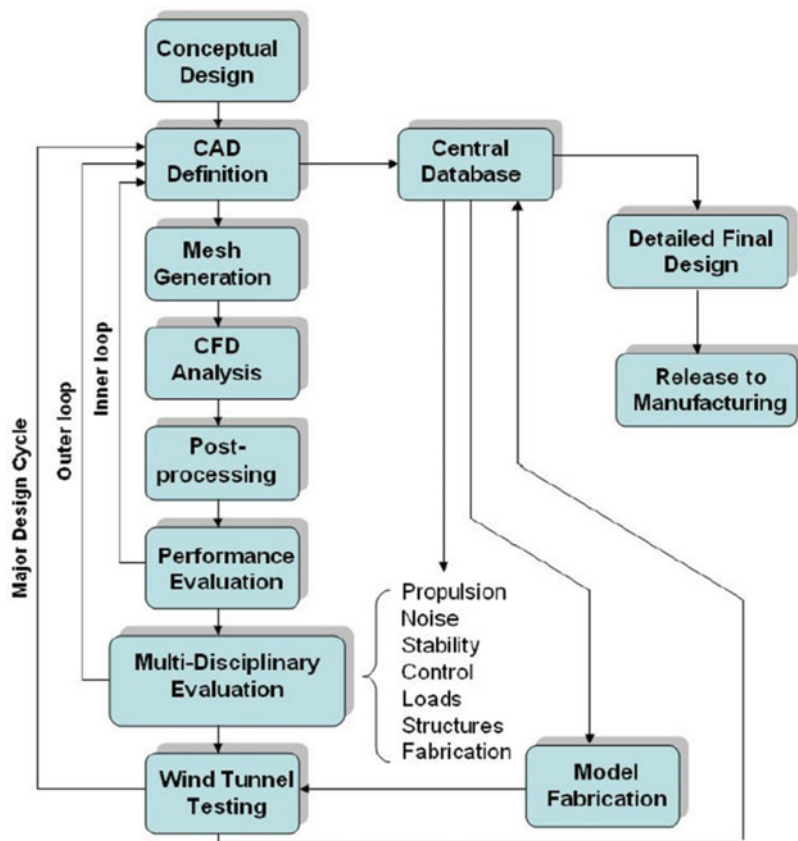 Conceptual
Design
CAD
Definition
Central
Database
Mesh
Generation
Detailed Final
Design
CFD
Analysis
Release to
Manufacturing
Post-
processing
Performance
Evaluation
Multi-Disciplinary
Evaluation
Propulsion
Noise
Stability
Control
Loads
Structures
Fabrication
Wind Tunnel
Testing
Model
Fabrication
Major Design Cycle
Outer loop
Inner loop